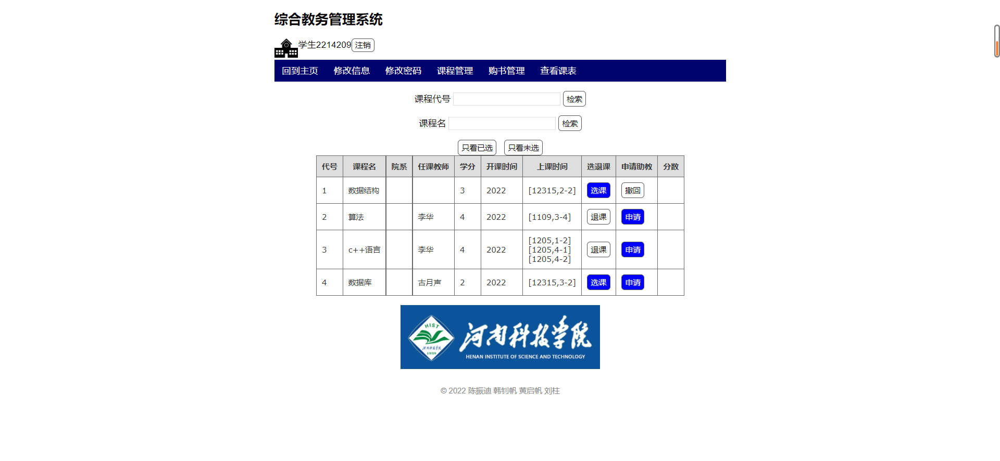 综合教务管理系统
学生2214209 注销
回到主页 修改信息 修改密码 课程管理 购书管理 查看课表
课程代号 检索
课程名 检索
只看已选 只看未选
代号 课程名 院系 任课教师 学分 开课时间 上课时间 选退课 申请助教 分数
1 数据结构 3 2022 [12315,2-2] 选课 撤回
2 算法 李华 4 2022 [1109,3-4] 退课 申请
3 c++语言 李华 4 2022 [1205,1-2] 退课 申请
[1205,4-1]
[1205,4-2]
4 数据库 古月声 2 2022 [12315,3-2] 选课 申请
HIST
河南科技学院
1939
河南科技学院
HENAN INSTITUTE OF SCIENCE AND TECHNOLOGY
© 2022 陈振迪 韩钊帆 黄启帆 刘柱